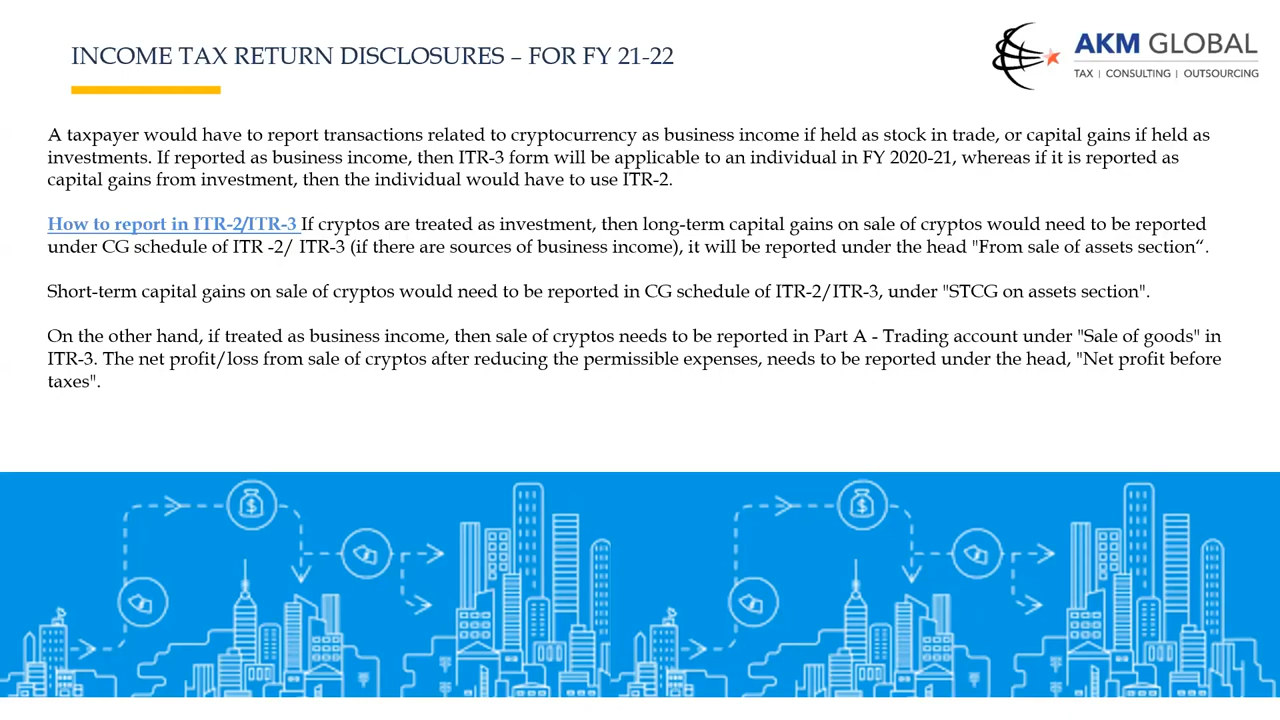 INCOME TAX RETURN DISCLOSURES – FOR FY 21-22
AKM GLOBAL
TAX | CONSULTING | OUTSOURCING
A taxpayer would have to report transactions related to cryptocurrency as business income if held as stock in trade, or capital gains if held as
investments. If reported as business income, then ITR-3 form will be applicable to an individual in FY 2020-21, whereas if it is reported as
capital gains from investment, then the individual would have to use ITR-2.
How to report in ITR-2/ITR-3 If cryptos are treated as investment, then long-term capital gains on sale of cryptos would need to be reported
under CG schedule of ITR -2/ ITR-3 (if there are sources of business income), it will be reported under the head "From sale of assets section“.
Short-term capital gains on sale of cryptos would need to be reported in CG schedule of ITR-2/ITR-3, under "STCG on assets section".
On the other hand, if treated as business income, then sale of cryptos needs to be reported in Part A - Trading account under "Sale of goods" in
ITR-3. The net profit/loss from sale of cryptos after reducing the permissible expenses, needs to be reported under the head, "Net profit before
taxes".